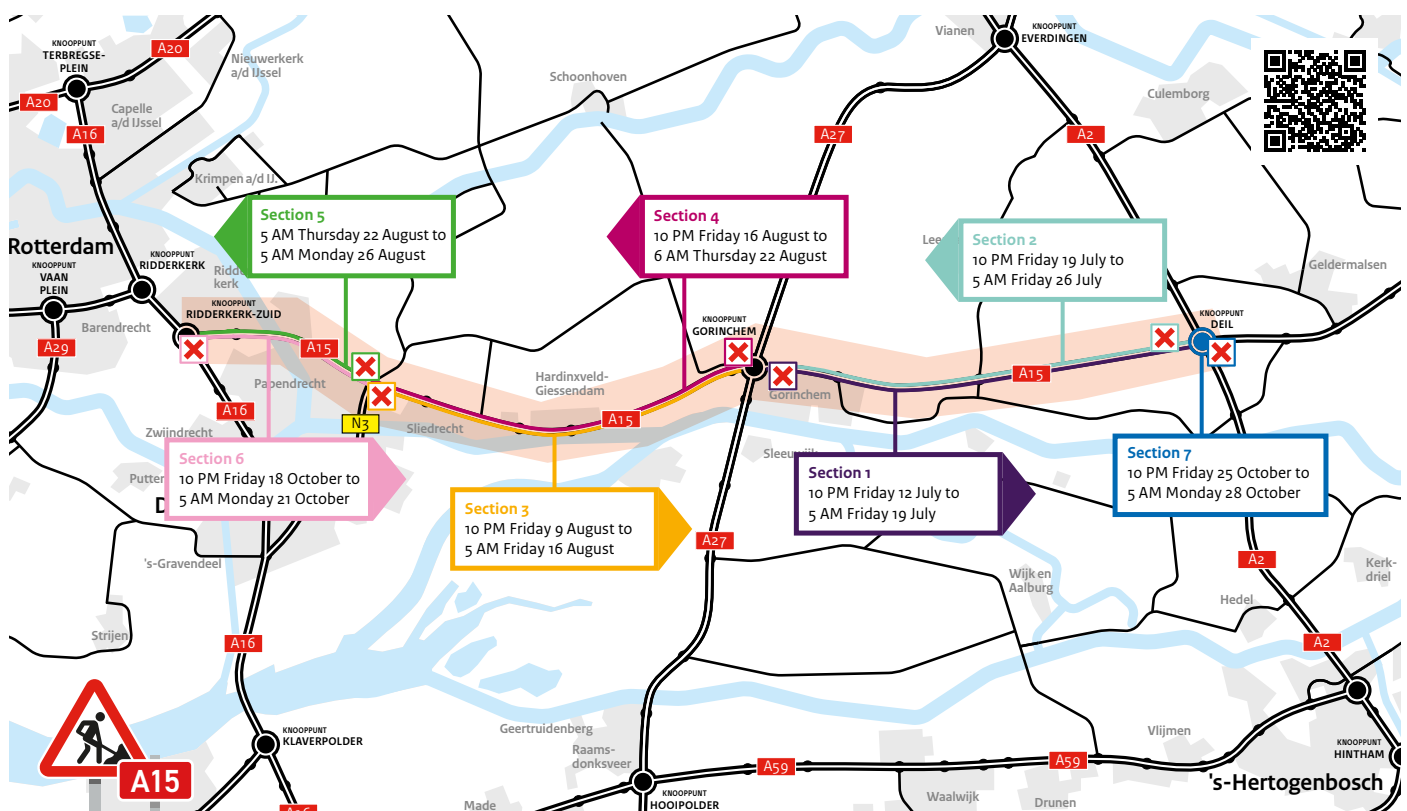 KNOOPPUNT
TERBREGSE-
PLEIN
A20
Nieuwerkerk
a/d IJssel
A20
Capelle
a/d IJssel
A16
Krimpen a/d IJ.
Schoonhoven
Vianen
KNOOPPUNT
EVERDINGEN
Culemborg
A27
A2
Section 5
5 AM Thursday 22 August to
5 AM Monday 26 August
Section 4
10 PM Friday 16 August to
6 AM Thursday 22 August
Section 2
10 PM Friday 19 July to
5 AM Friday 26 July
Geldermalsen
Rotterdam
KNOOPPUNT
VAAN
PLEIN
KNOOPPUNT
RIDDERKERK
kerk
KNOOPPUNT
RIDDERKERK-ZUID
Barendrecht
A29
A15
Papendrecht
A16
N3
Zwijndrecht
Sliedrecht
Hardinxveld-
Giessendam
A15
KNOOPPUNT
GORINCHEM
Gorinchem
A15
KNOOPPUNT
DEIL
Section 6
10 PM Friday 18 October to
5 AM Monday 21 October
Section 3
10 PM Friday 9 August to
5 AM Friday 16 August
Section 1
10 PM Friday 12 July to
5 AM Friday 19 July
Section 7
10 PM Friday 25 October to
5 AM Monday 28 October
's-Gravendeel
A27
Wijk en
Aalburg
A2
Kerk-
driel
Hedel
Strijen
A16
A2
KNOOPPUNT
KLAVERPOLDER
Geertruidenberg
Raams-
donksveer
Vlijmen
A15
A59
A59
KNOOPPUNT
HINTHAM
's-Hertogenbosch
Made
KNOOPPUNT
HOOIPOLDER
Waalwijk
Drunen
A16